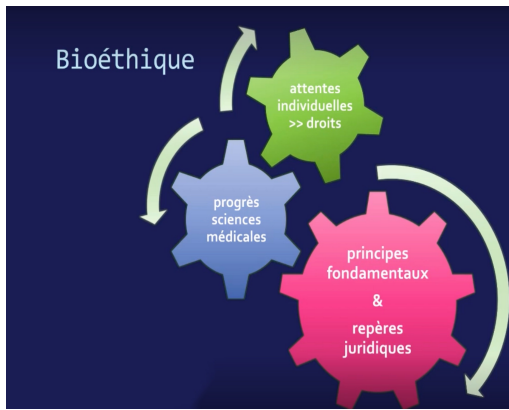 Bioéthique
attentes
individuelles
>> droits
progrès
sciences
médicales
principes
fondamentaux
&
repères
juridiques